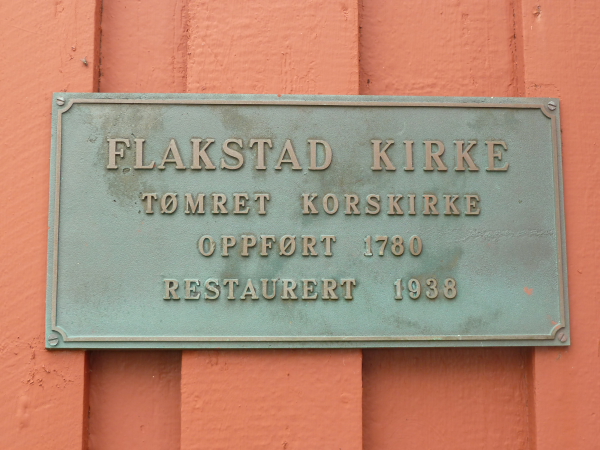 FLAKSTAD KIRKE
TØMRET KORSKIRKE
OPPFØRT 1780
RESTAURERT 1938